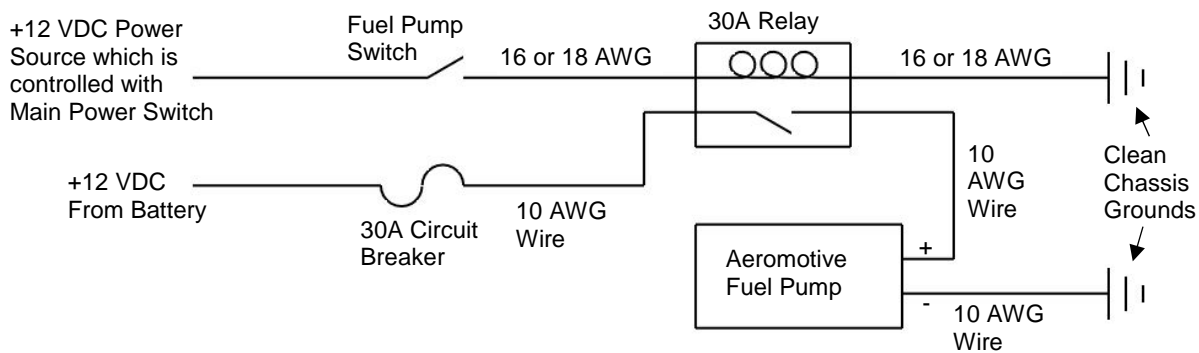 +12 VDC Power
Source which is
controlled with
Main Power Switch
Fuel Pump
Switch
16 or 18 AWG
30A Relay
16 or 18 AWG
+12 VDC
From Battery
30A Circuit
Breaker
10 AWG
Wire
10
AWG
Wire
Clean
Chassis
Grounds
Aeromotive
Fuel Pump
+
-
10 AWG
Wire